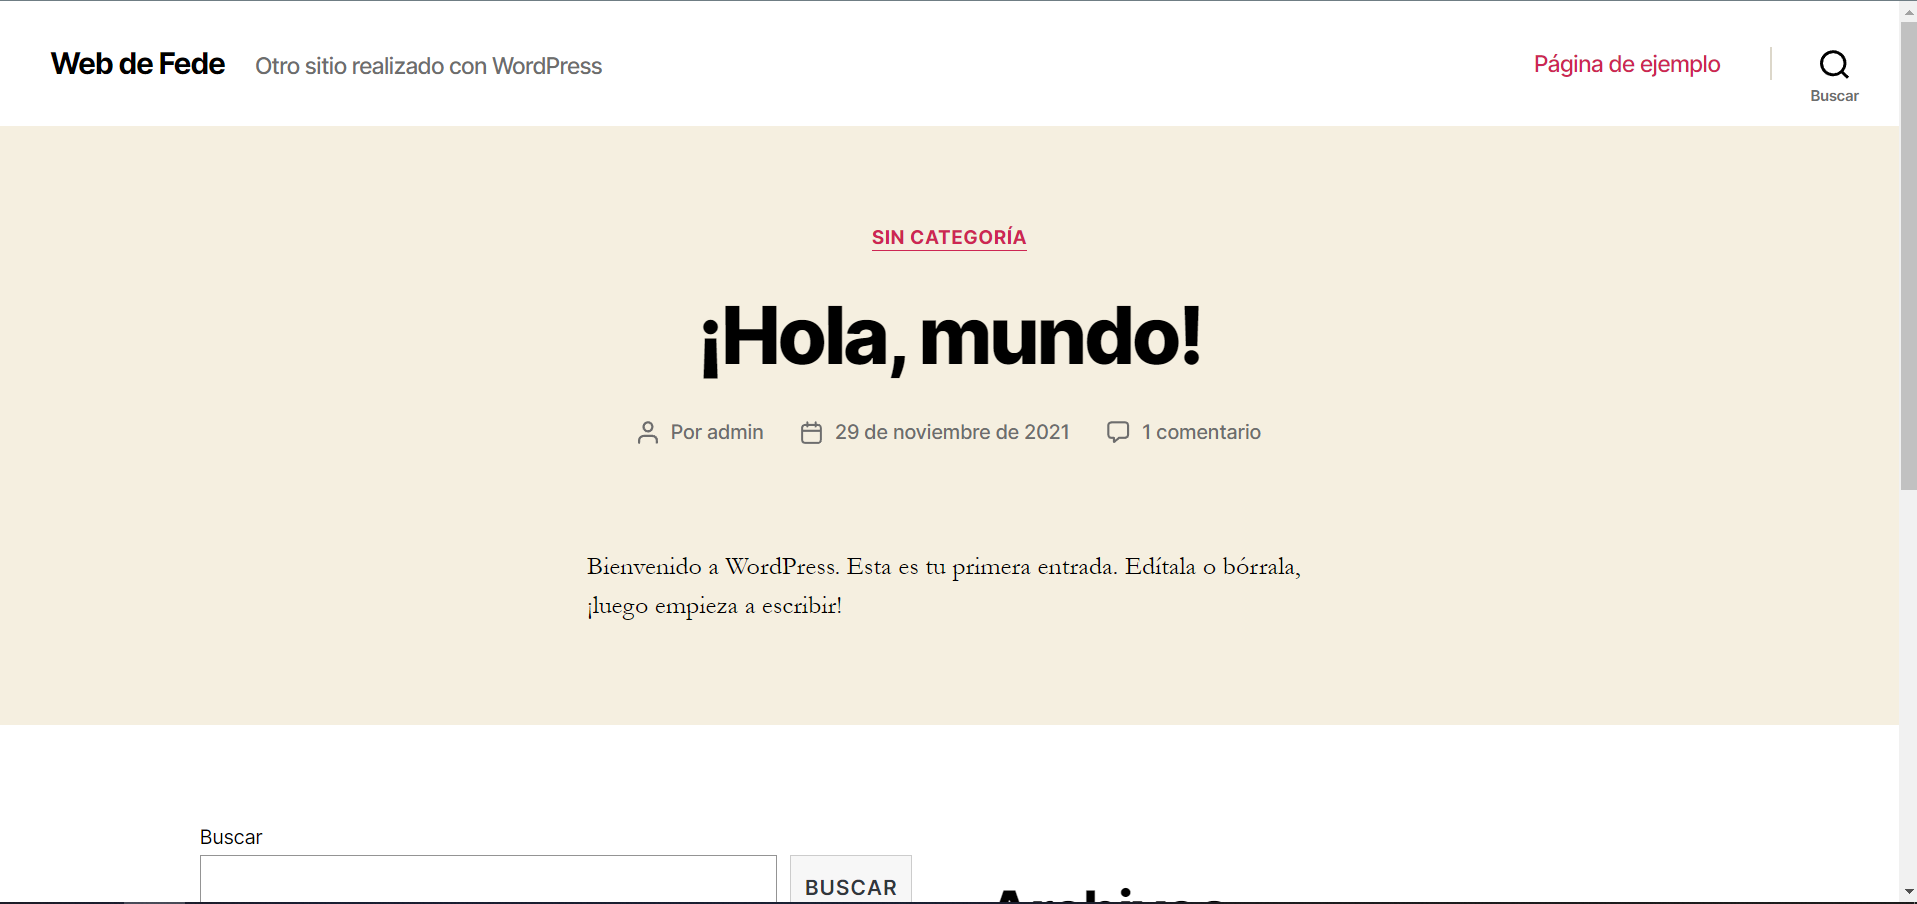 Web de Fede Otro sitio realizado con WordPress Página de ejemplo
Buscar
SIN CATEGORÍA
¡Hola, mundo!
Por admin 29 de noviembre de 2021 1 comentario
Bienvenido a WordPress. Esta es tu primera entrada. Edítala o bórrala,
¡luego empieza a escribir!
Buscar
BUSCAR